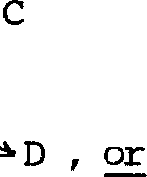 C
D , or